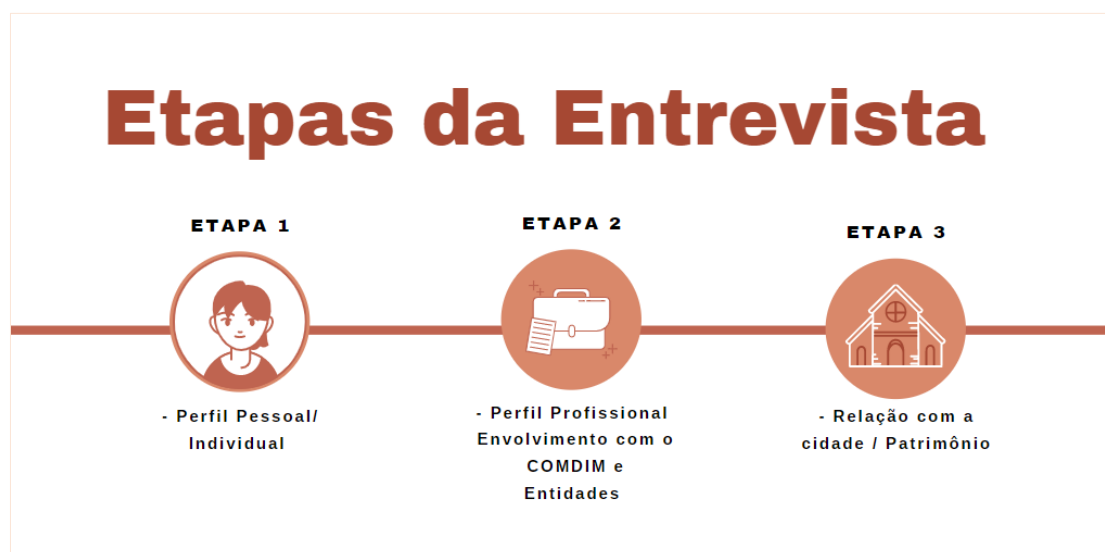 Etapas da Entrevista
ETAPA 1
- Perfil Pessoal/
Individual
ETAPA 2
- Perfil Profissional
Envolvimento com o
COMDIM e
Entidades
ETAPA 3
- Relação com a
cidade / Patrimônio